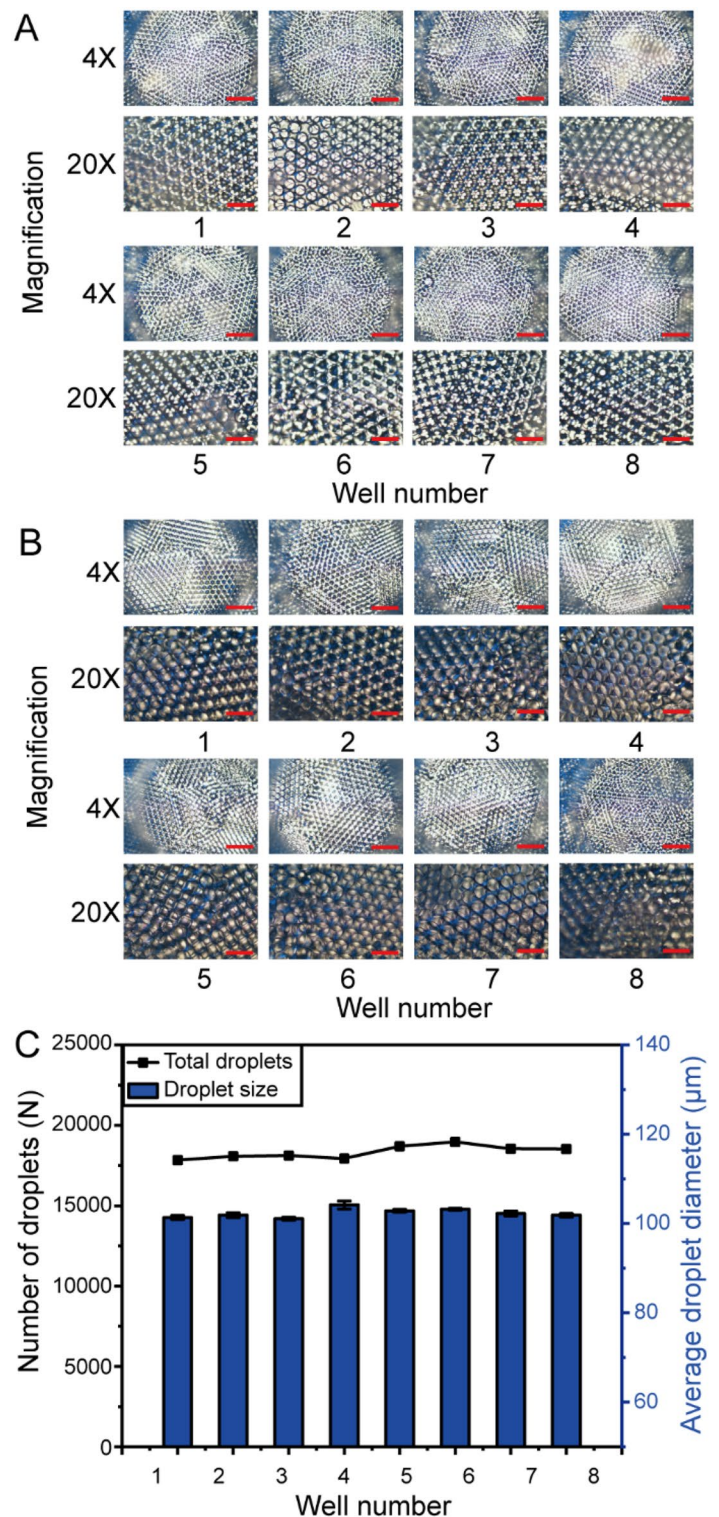 A
Magnification
4X
20X
1 2 3 4
4X
20X
5 6 7 8
Well number
B
Magnification
4X
20X
1 2 3 4
4X
20X
5 6 7 8
Well number
C
Number of droplets (N)
25000
20000
15000
10000
5000
0
Total droplets
Droplet size
140
120
100
80
60
Average droplet diameter (µm)
1 2 3 4 5 6 7 8
Well number